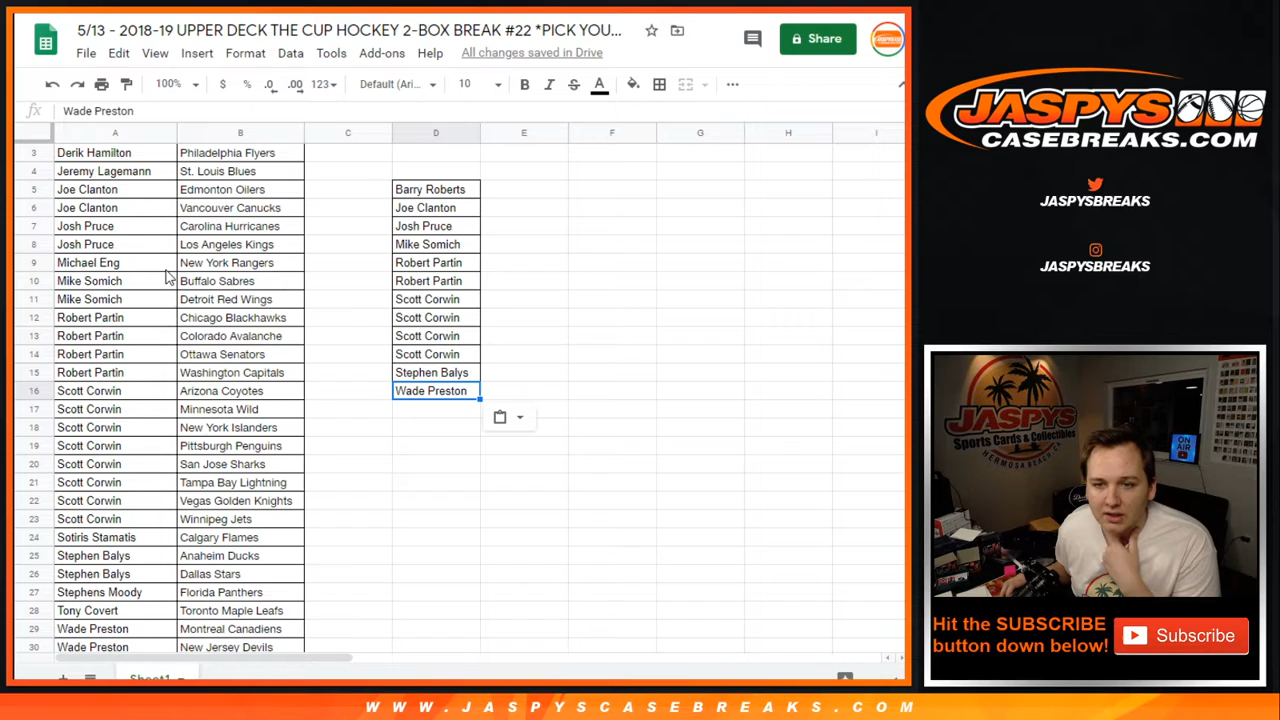 5/13 - 2018-19 UPPER DECK THE CUP HOCKEY 2-BOX BREAK #22 *PICK YOU...
File Edit View Insert Format Data Tools Add-ons Help All changes saved in Drive
Share
100% $ % .0 .00 123 Default (Ari... 10 B I S A
fx Wade Preston
A B C D E F G H I
3 Derik Hamilton Philadelphia Flyers
4 Jeremy Lagemann St. Louis Blues
5 Joe Clanton Edmonton Oilers Barry Roberts
6 Joe Clanton Vancouver Canucks Joe Clanton
7 Josh Pruce Carolina Hurricanes Josh Pruce
8 Josh Pruce Los Angeles Kings Mike Somich
9 Michael Eng New York Rangers Robert Partin
10 Mike Somich Buffalo Sabres Robert Partin
11 Mike Somich Detroit Red Wings Scott Corwin
12 Robert Partin Chicago Blackhawks Scott Corwin
13 Robert Partin Colorado Avalanche Scott Corwin
14 Robert Partin Ottawa Senators Scott Corwin
15 Robert Partin Washington Capitals Stephen Balys
16 Scott Corwin Arizona Coyotes Wade Preston
17 Scott Corwin Minnesota Wild
18 Scott Corwin New York Islanders
19 Scott Corwin Pittsburgh Penguins
20 Scott Corwin San Jose Sharks
21 Scott Corwin Tampa Bay Lightning
22 Scott Corwin Vegas Golden Knights
23 Scott Corwin Winnipeg Jets
24 Sotiris Stamatis Calgary Flames
25 Stephen Balys Anaheim Ducks
26 Stephen Balys Dallas Stars
27 Stephens Moody Florida Panthers
28 Tony Covert Toronto Maple Leafs
29 Wade Preston Montreal Canadiens
30 Wade Preston New Jersey Devils
Sheet1
JASPYS
CASEBREAKS.COM
JASPYSBREAKS
JASPYSBREAKS
JASPYS
Sports Cards & Collectibles
HERMOSA BEACH
ON AIR
Hit the SUBSCRIBE
button down below!
Subscribe
WWW.JASPYSCASEBREAKS.COM